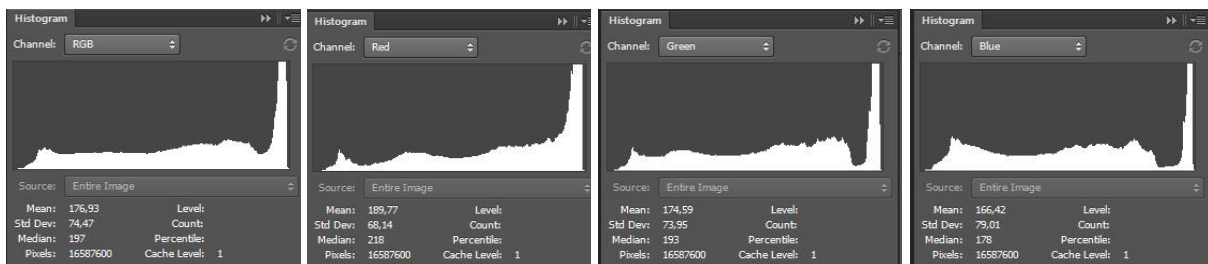 Histogram
Channel: RGB
Source: Entire Image
Mean: 176,93 Level:
Std Dev: 74,47 Count:
Median: 197 Percentile:
Pixels: 16587600 Cache Level: 1
Histogram
Channel: Red
Source: Entire Image
Mean: 189,77 Level:
Std Dev: 68,14 Count:
Median: 218 Percentile:
Pixels: 16587600 Cache Level: 1
Histogram
Channel: Green
Source: Entire Image
Mean: 174,59 Level:
Std Dev: 73,95 Count:
Median: 193 Percentile:
Pixels: 16587600 Cache Level: 1
Histogram
Channel: Blue
Source: Entire Image
Mean: 166,42 Level:
Std Dev: 79,01 Count:
Median: 178 Percentile:
Pixels: 16587600 Cache Level: 1